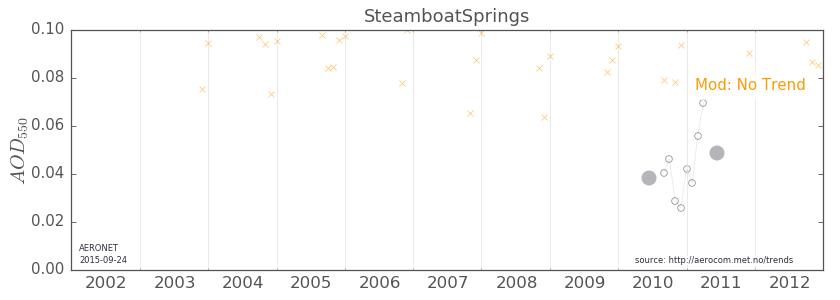 SteamboatSprings
0.10
0.08
0.06
0.04
0.02
0.00
AOD550
Mod: No Trend
AERONET
2015-09-24
source: http://aerocom.met.no/trends
2002 2003 2004 2005 2006 2007 2008 2009 2010 2011 2012